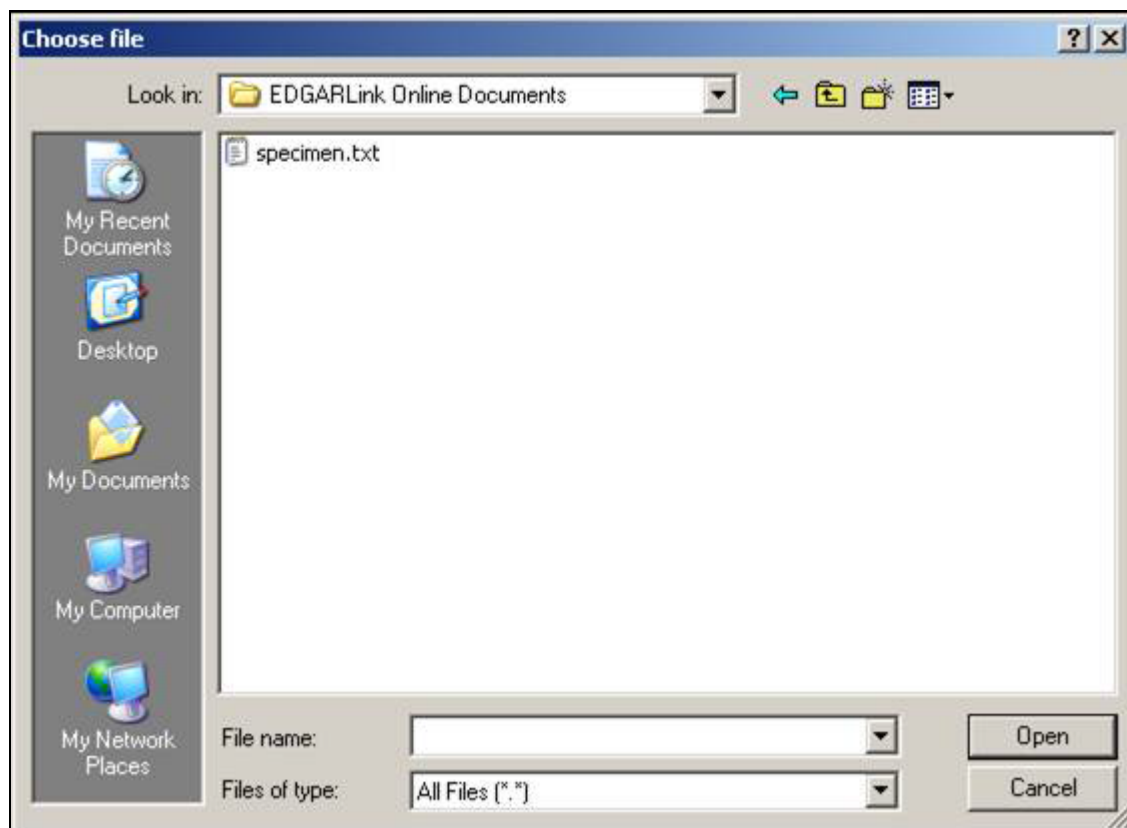 Choose file
Look in: EDGARLink Online Documents
specimen.txt
My Recent
Documents
Desktop
My Documents
My Computer
My Network
Places
File name:
Open
Files of type: All Files (*.*)
Cancel